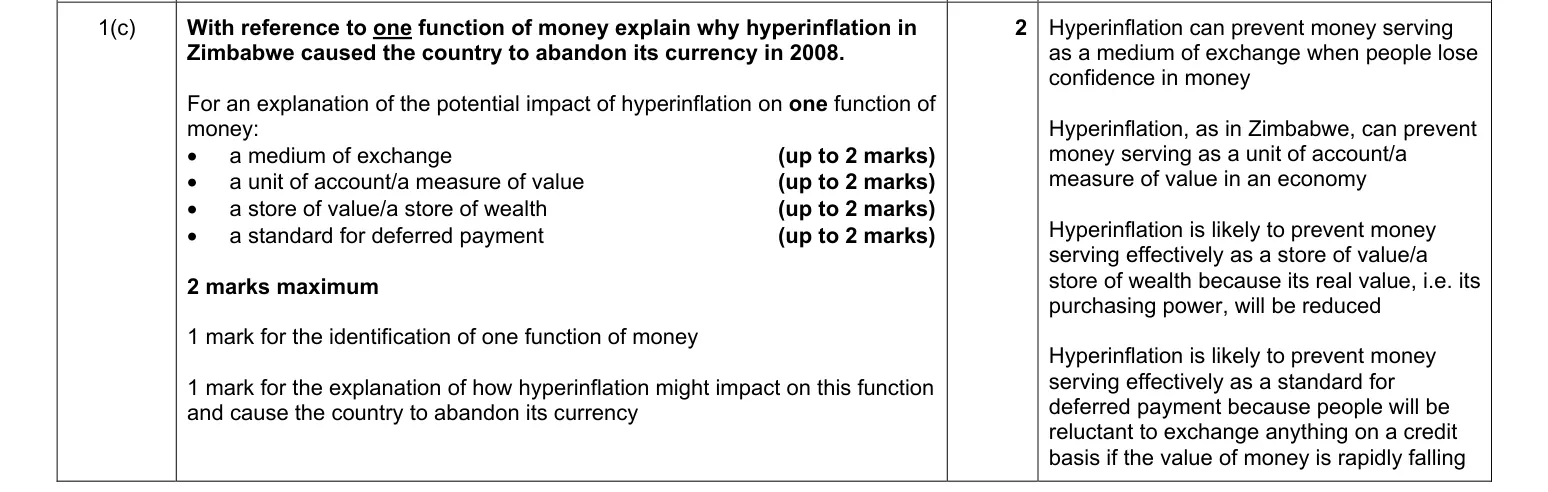 1(c)
With reference to one function of money explain why hyperinflation in
Zimbabwe caused the country to abandon its currency in 2008.
For an explanation of the potential impact of hyperinflation on one function of
money:
• a medium of exchange (up to 2 marks)
• a unit of account/a measure of value (up to 2 marks)
• a store of value/a store of wealth (up to 2 marks)
• a standard for deferred payment (up to 2 marks)
2 marks maximum
1 mark for the identification of one function of money
1 mark for the explanation of how hyperinflation might impact on this function
and cause the country to abandon its currency
2
Hyperinflation can prevent money serving
as a medium of exchange when people lose
confidence in money
Hyperinflation, as in Zimbabwe, can prevent
money serving as a unit of account/a
measure of value in an economy
Hyperinflation is likely to prevent money
serving effectively as a store of value/a
store of wealth because its real value, i.e. its
purchasing power, will be reduced
Hyperinflation is likely to prevent money
serving effectively as a standard for
deferred payment because people will be
reluctant to exchange anything on a credit
basis if the value of money is rapidly falling